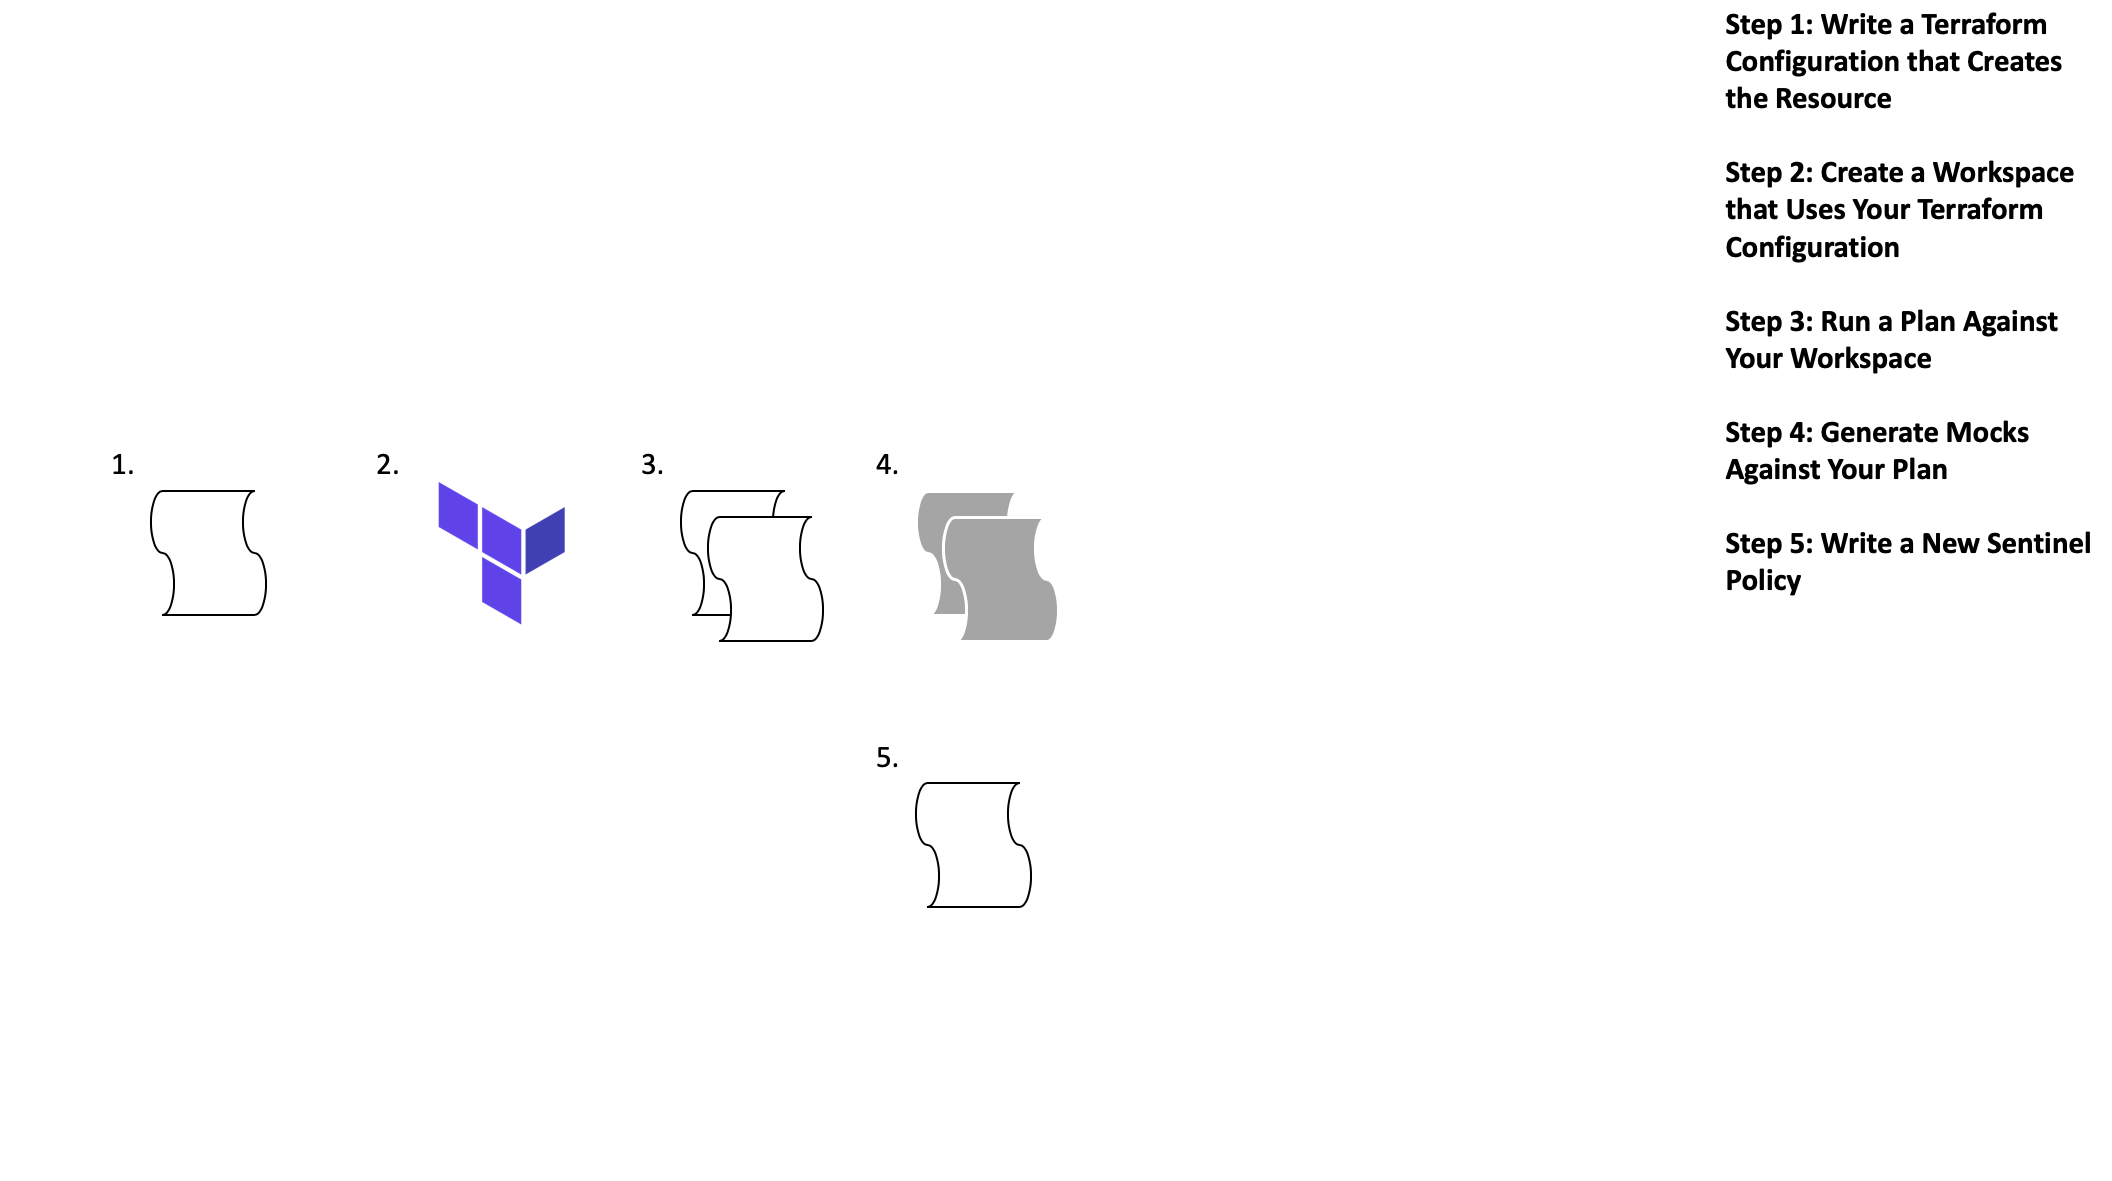 Step 1: Write a Terraform
Configuration that Creates
the Resource
Step 2: Create a Workspace
that Uses Your Terraform
Configuration
Step 3: Run a Plan Against
Your Workspace
Step 4: Generate Mocks
Against Your Plan
Step 5: Write a New Sentinel
Policy
1.
2.
3.
4.
5.